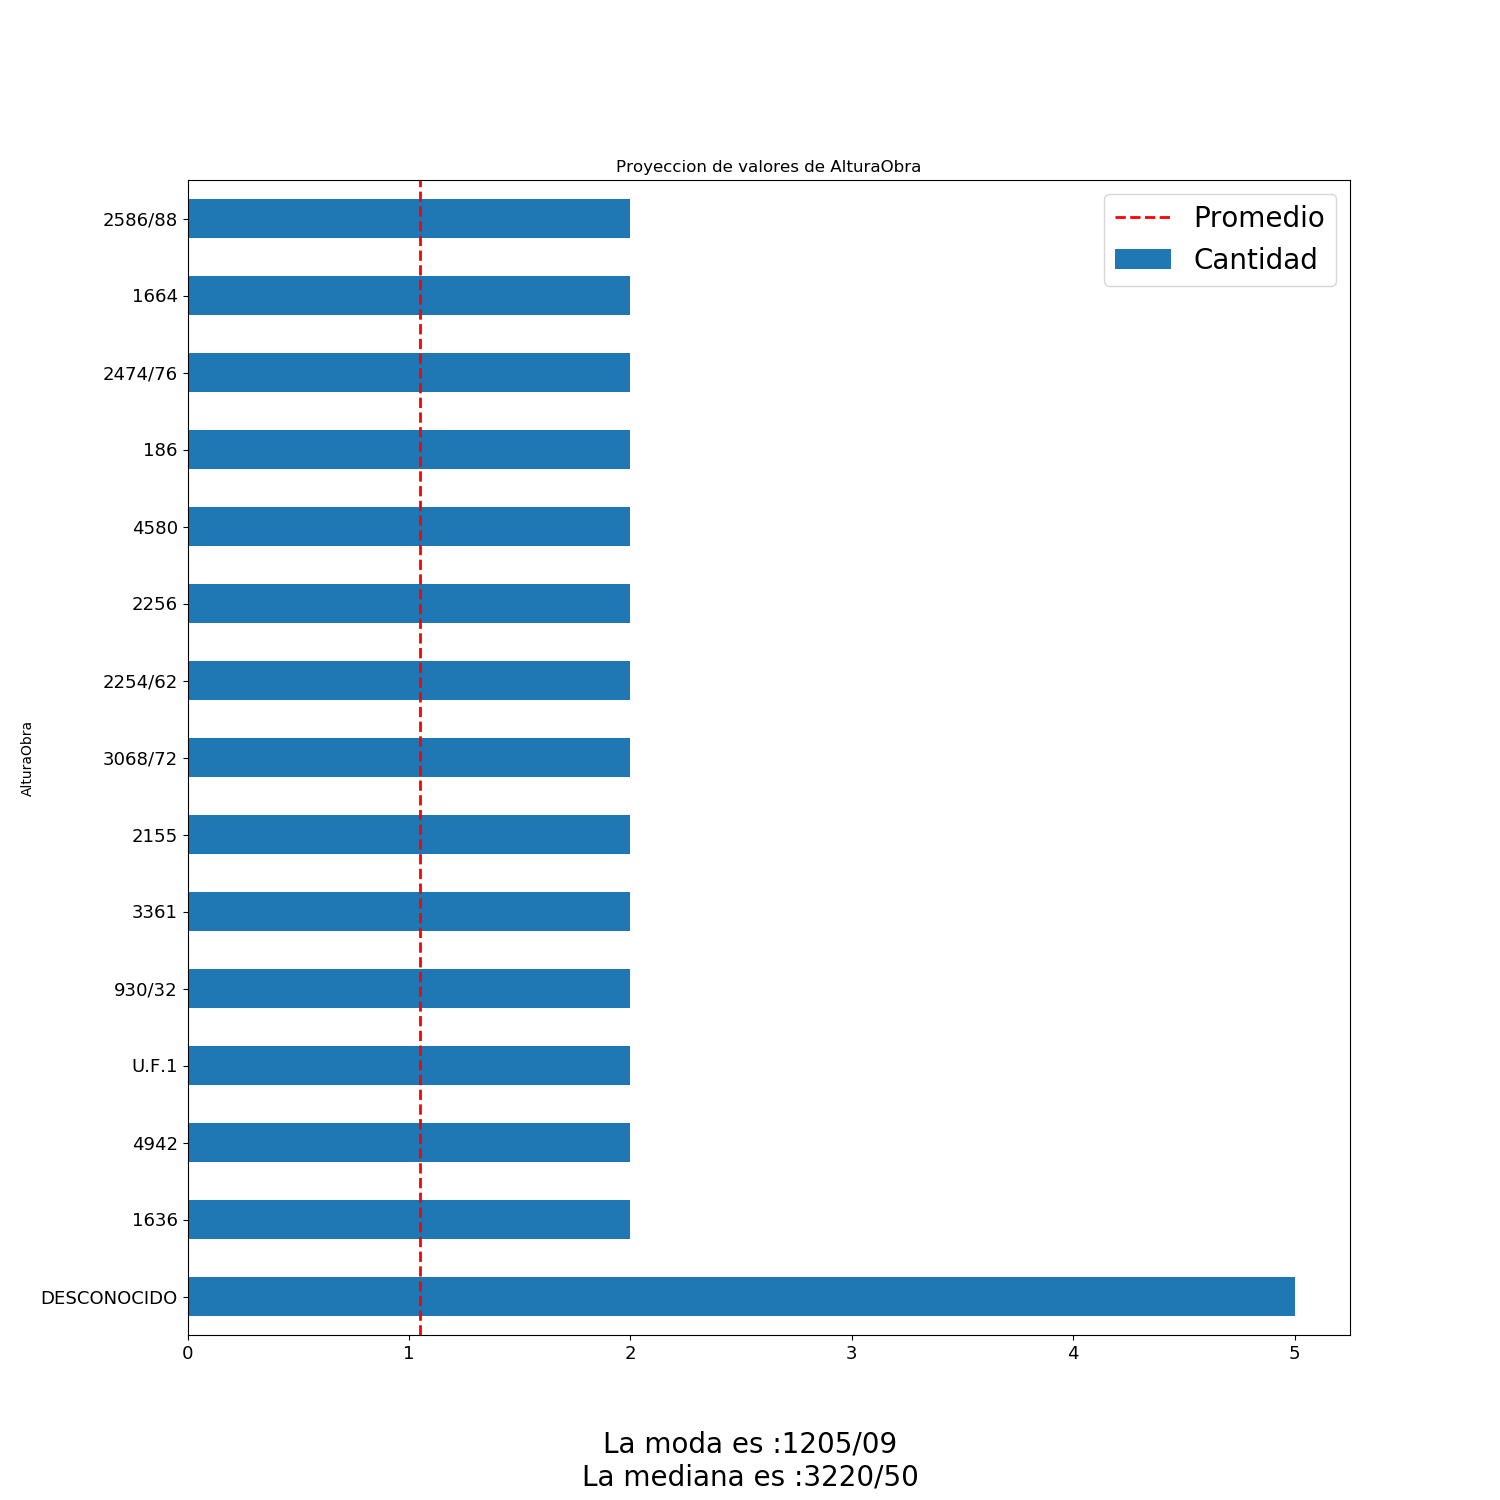 Proyeccion de valores de AlturaObra
Promedio
Cantidad
2586/88
1664
2474/76
186
4580
2256
2254/62
3068/72
2155
3361
930/32
U.F.1
4942
1636
DESCONOCIDO
AlturaObra
0 1 2 3 4 5
La moda es :1205/09
La mediana es :3220/50